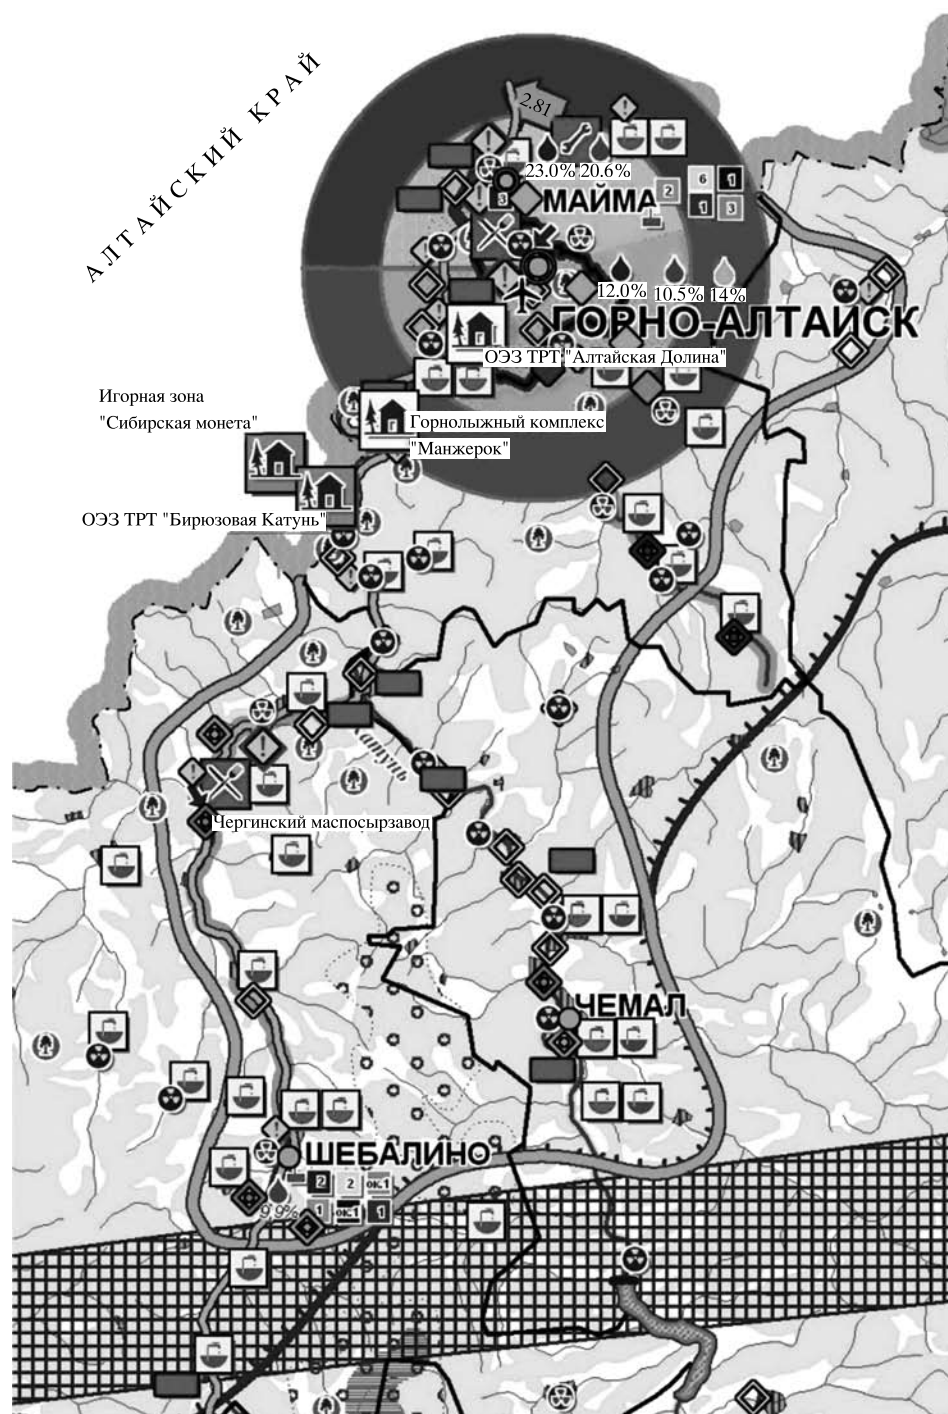 АЛТАЙСКИЙ КРАЙ
2.81
23.0% 20.6%
МАЙМА
2
6
1
1
3
3
12.0% 10.5% 14%
ГОРНО-АЛТАЙСК
ОЭЗ ТРТ "Алтайская Долина"
Игорная зона
"Сибирская монета"
Горнолыжный комплекс
"Манжерок"
ОЭЗ ТРТ "Бирюзовая Катунь"
Катунь
Чергинский маспосырзавод
ЧЕМАЛ
ШЕБАЛИНО
2 2 ок.1
9.9% 1 ок.1 1